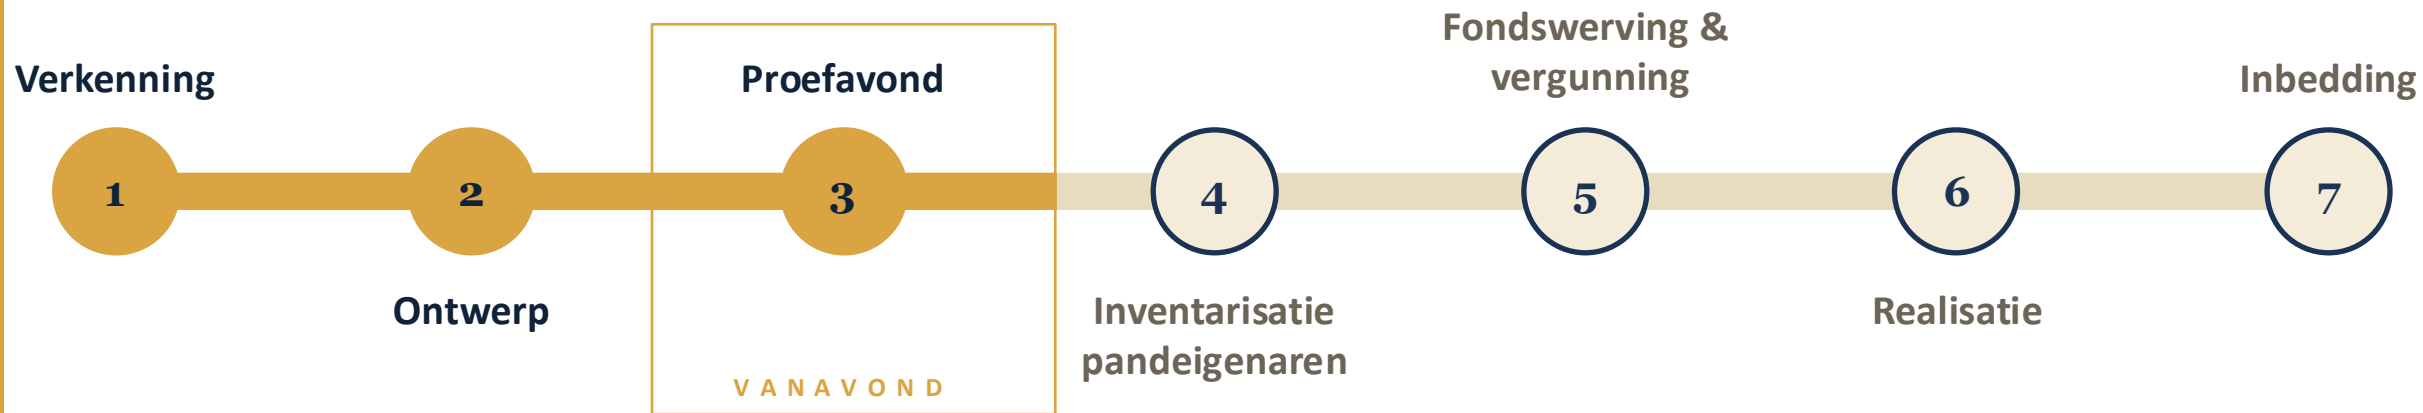 Verkenning
1
2
Ontwerp
Proefavond
3
VANAVOND
4
Inventarisatie
pandeigenaren
Fondswerving &
vergunning
5
6
Realisatie
Inbedding
7